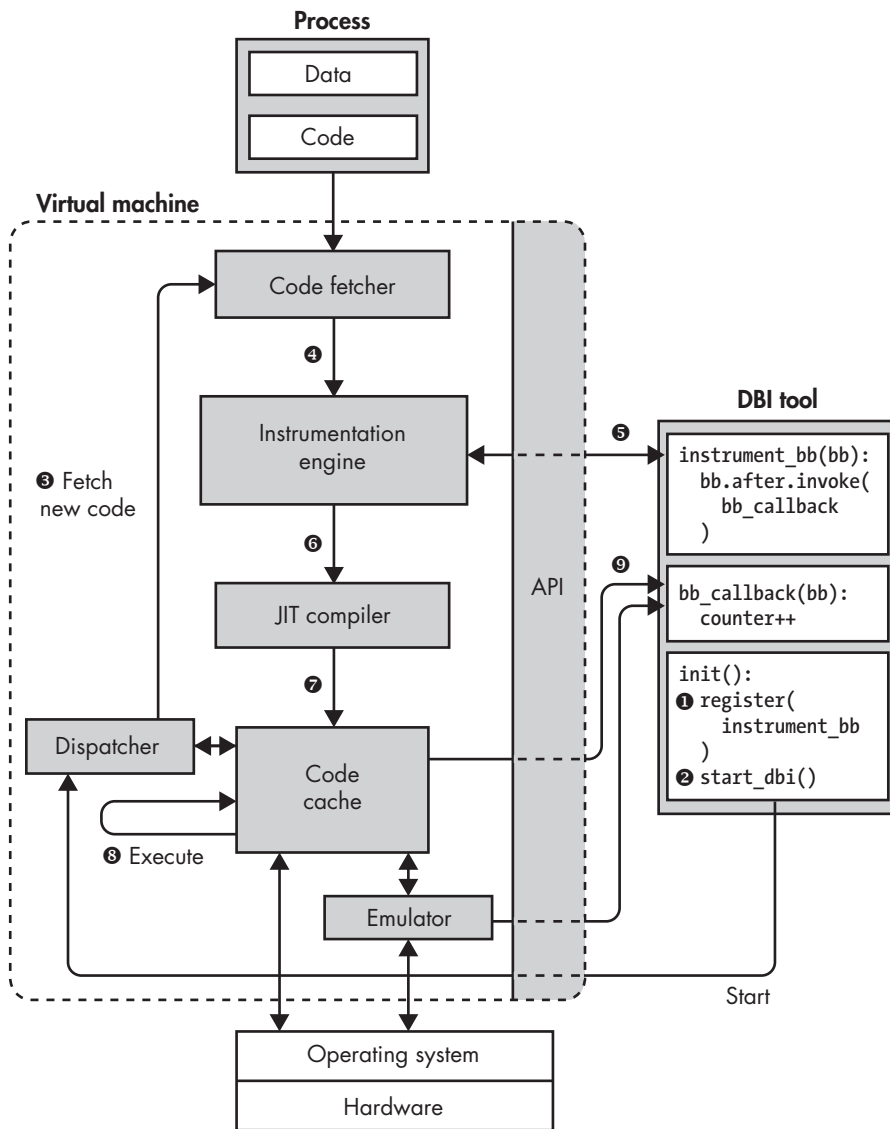 Process
Data
Code
Virtual machine
Code fetcher
❹
Instrumentation
engine
❸ Fetch
new code
❻
JIT compiler
❼
Dispatcher
Code
cache
❽ Execute
Emulator
API
DBI tool
❺
instrument_bb(bb):
bb.after.invoke(
bb_callback
)
❾
bb_callback(bb):
counter++
init():
❶ register(
instrument_bb
)
❷ start_dbi()
Start
Operating system
Hardware